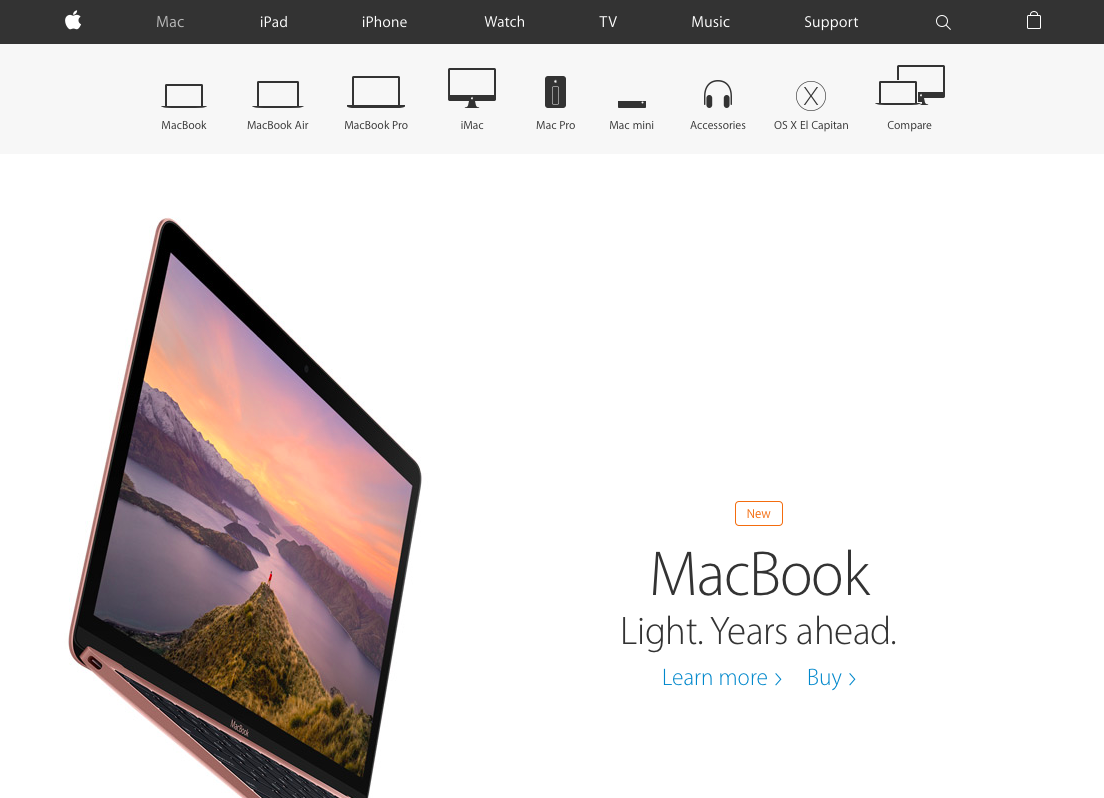 Mac iPad iPhone Watch TV Music Support
MacBook MacBook Air MacBook Pro iMac Mac Pro Mac mini Accessories OS X El Capitan Compare
X
New
MacBook
Light. Years ahead.
Learn more › Buy ›
MacBook